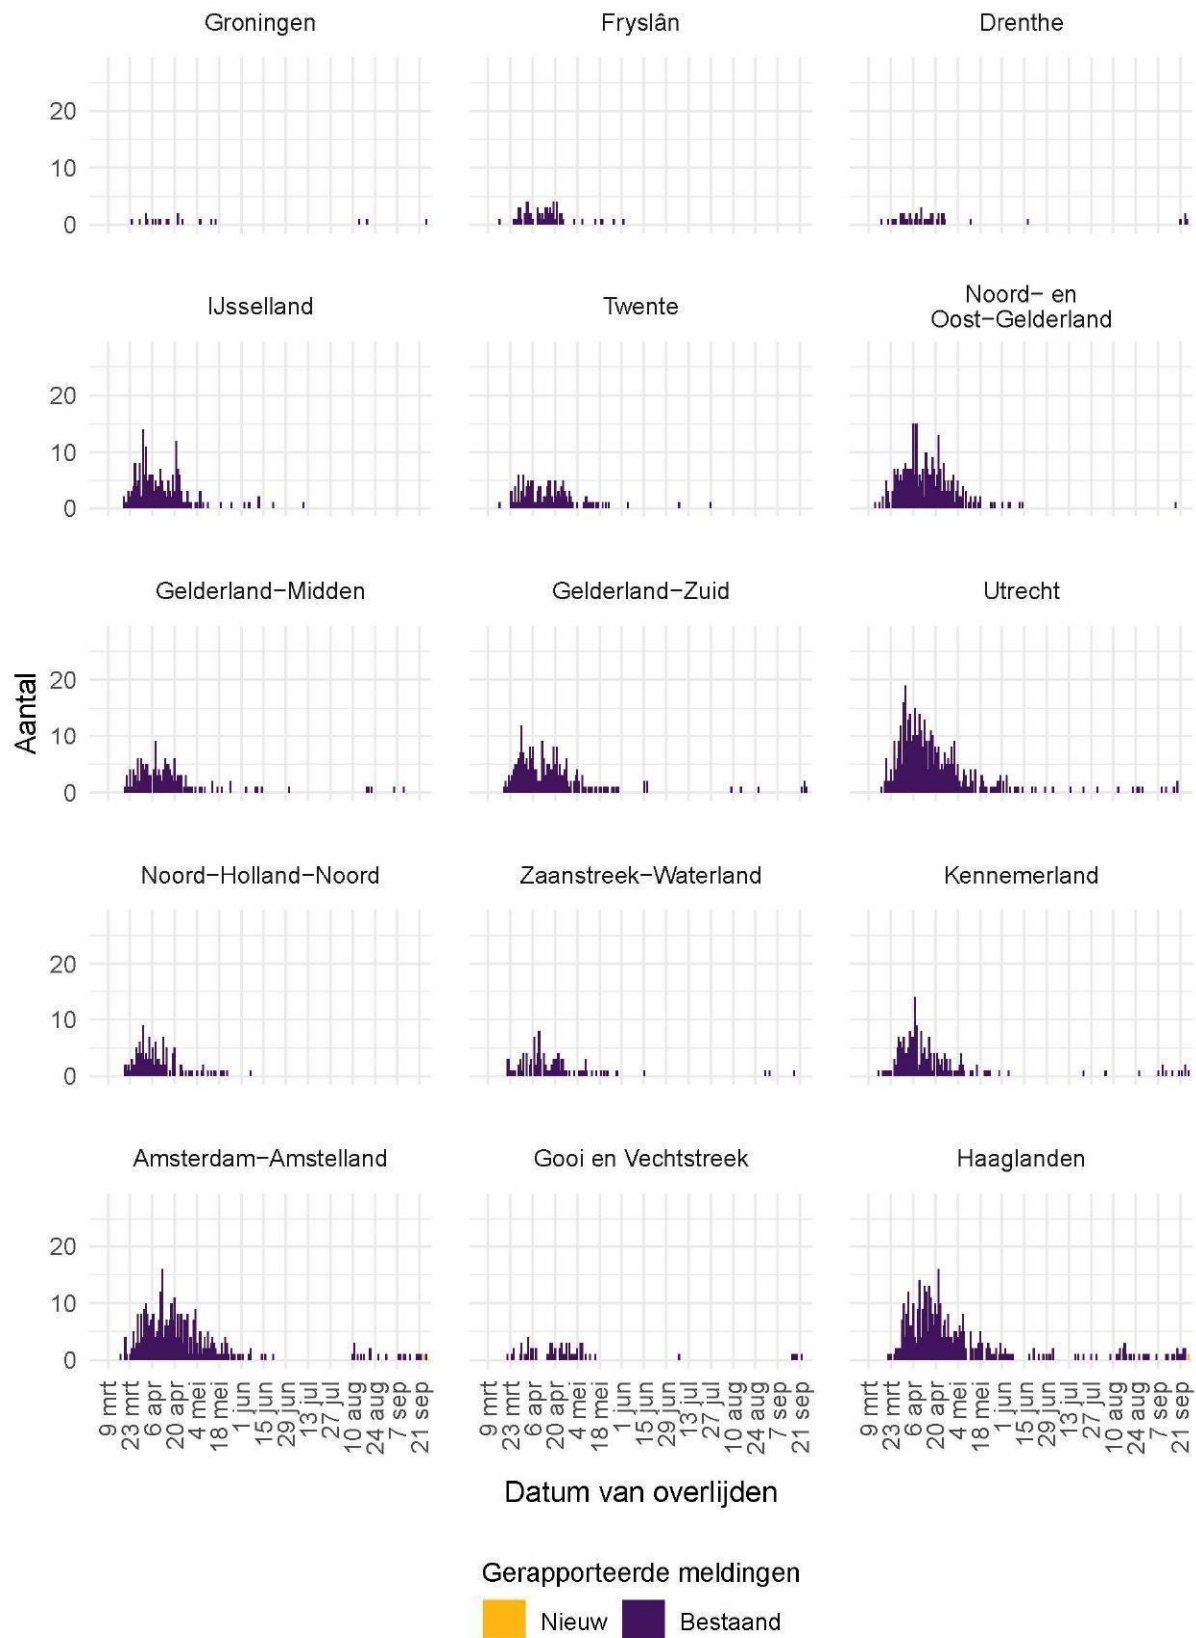 Groningen
Fryslân
Drenthe
20
10
0
IJsselland
Twente
Noord- en
Oost-Gelderland
20
10
0
Gelderland-Midden
Gelderland-Zuid
Utrecht
Aantal
20
10
0
Noord-Holland-Noord
Zaanstreek-Waterland
Kennemerland
20
10
0
Amsterdam-Amstelland
Gooi en Vechtstreek
Haaglanden
20
10
0
9 mrt
23 mrt
6 apr
20 apr
4 mei
18 mei
1 jun
15 jun
29 jun
13 jul
27 jul
10 aug
24 aug
7 sep
21 sep
9 mrt
23 mrt
6 apr
20 apr
4 mei
18 mei
1 jun
15 jun
29 jun
13 jul
27 jul
10 aug
24 aug
7 sep
21 sep
9 mrt
23 mrt
6 apr
20 apr
4 mei
18 mei
1 jun
15 jun
29 jun
13 jul
27 jul
10 aug
24 aug
7 sep
21 sep
Datum van overlijden
Gerapporteerde meldingen
Nieuw
Bestaand